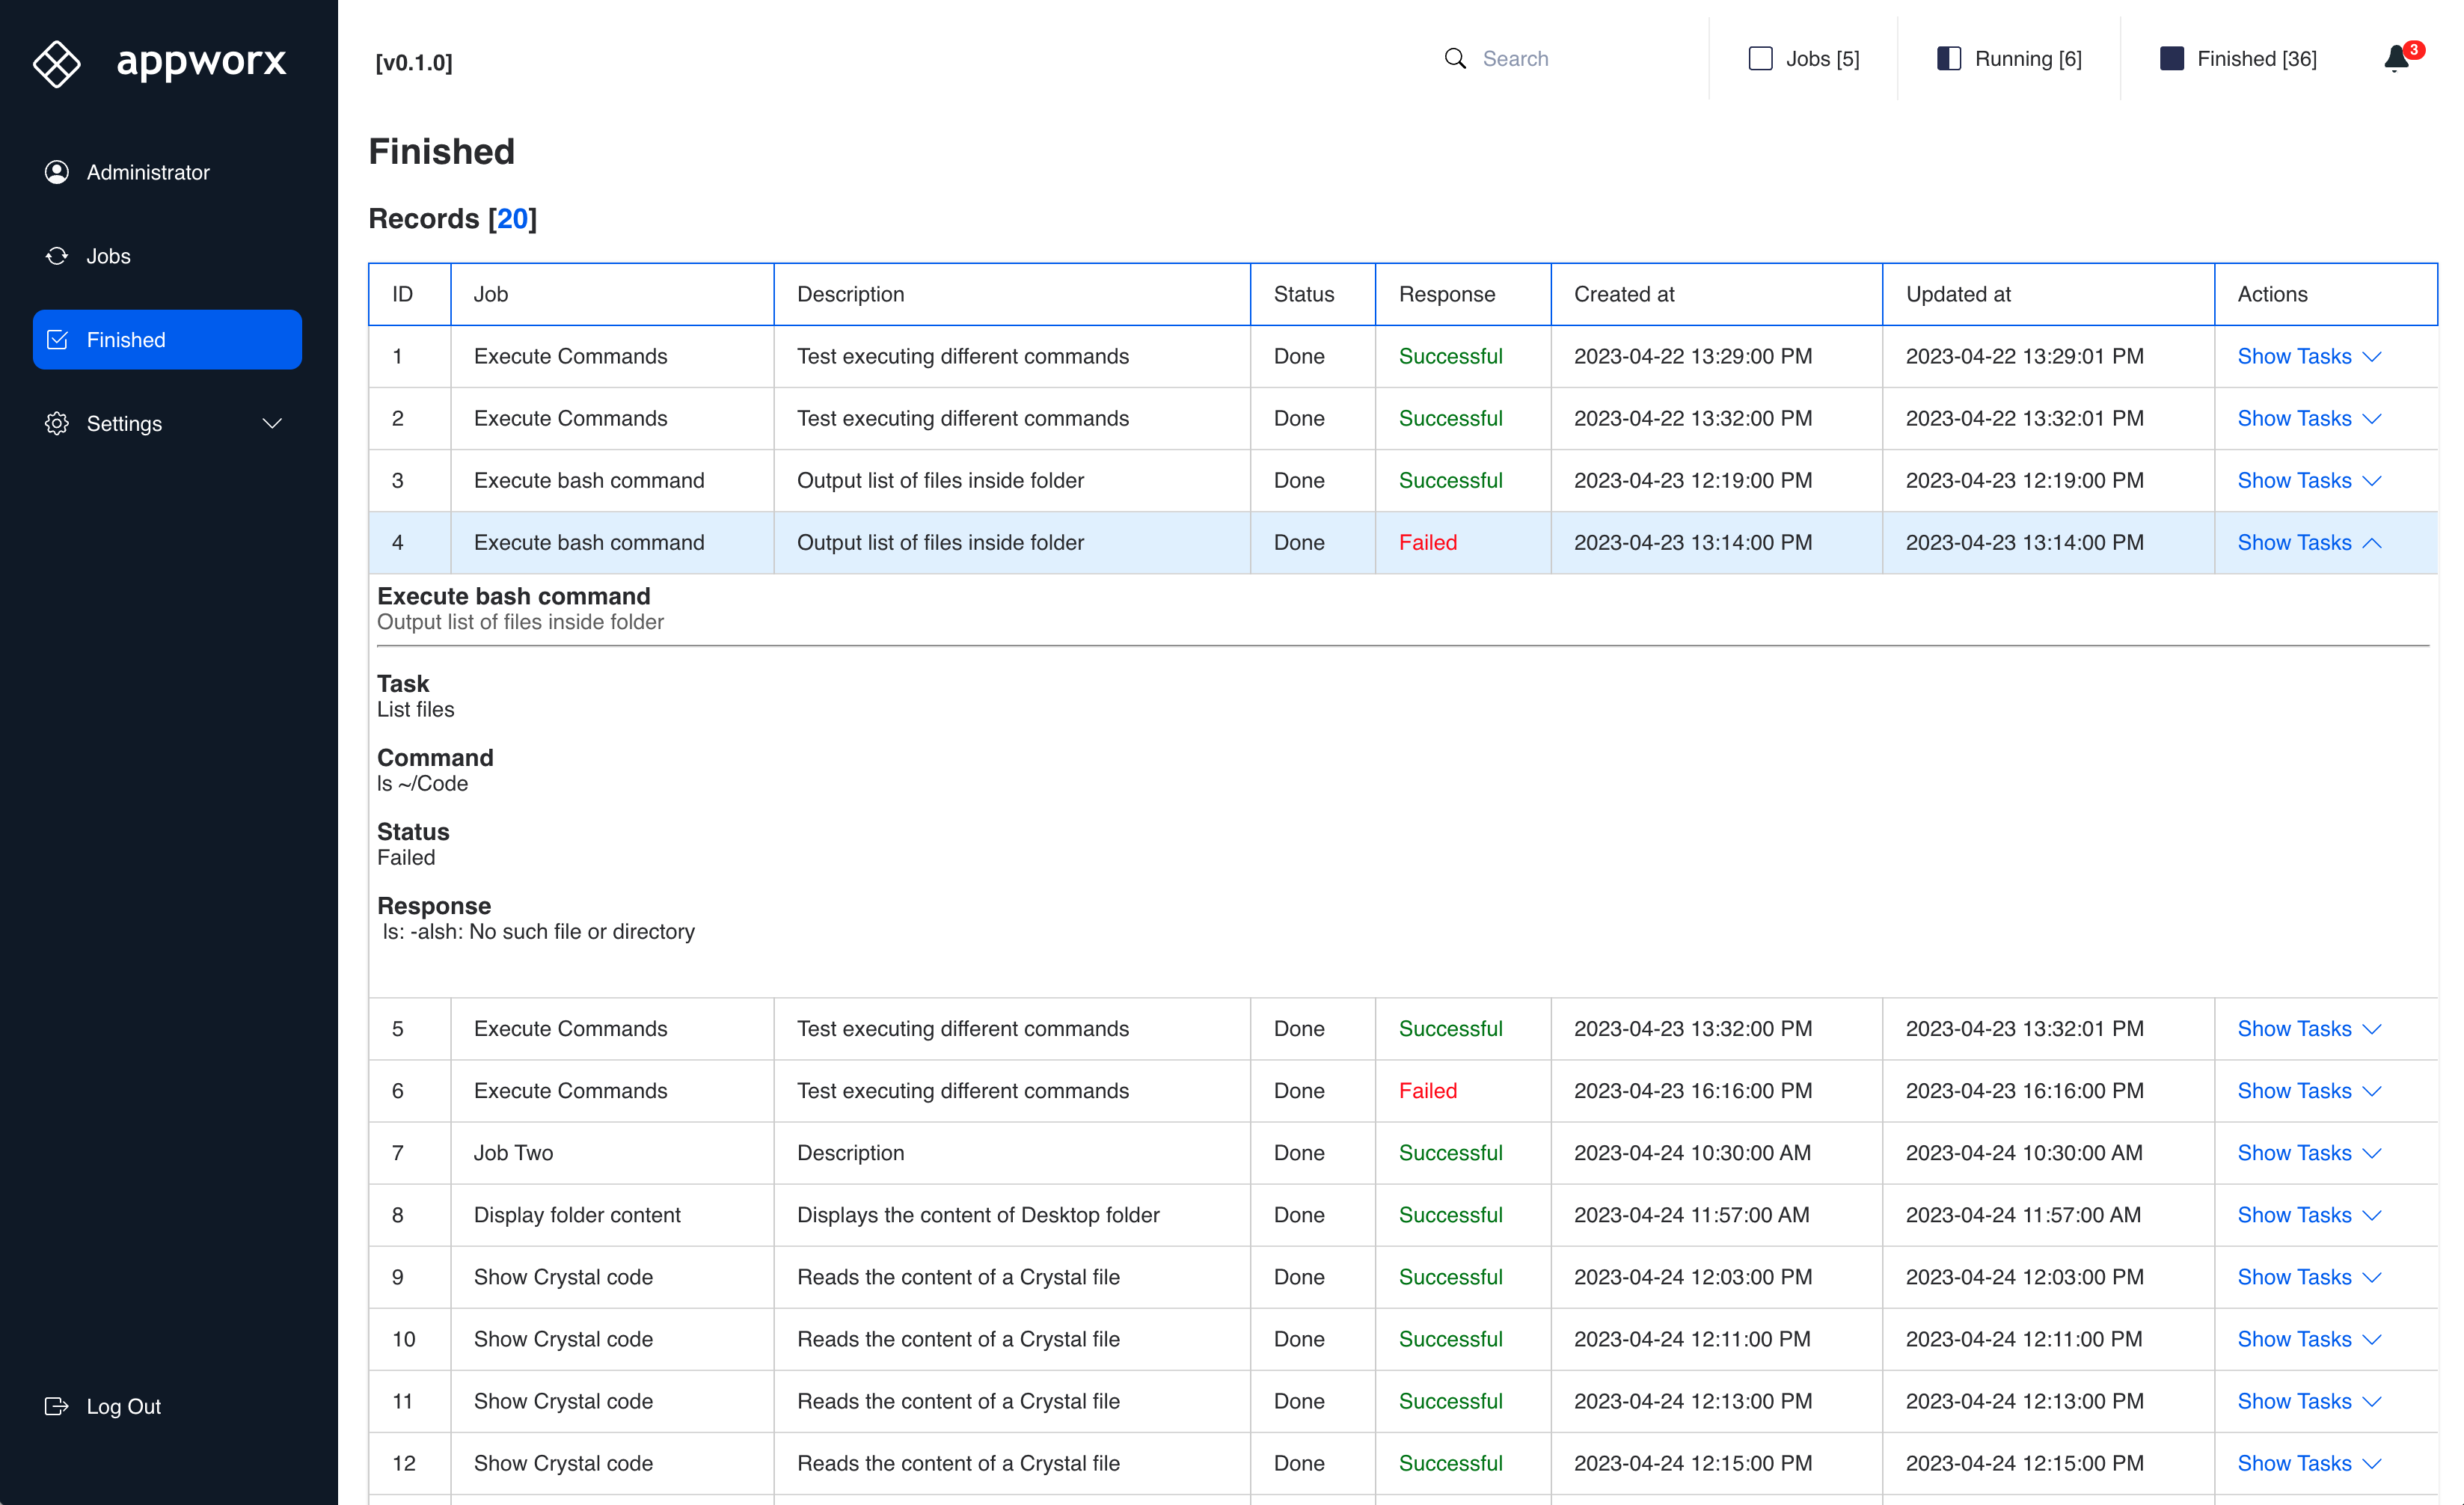 appworx
[v0.1.0]
Search
Jobs [5]
Running [6]
Finished [36]
3
Administrator
Jobs
Finished
Settings
Log Out
Finished
Records [20]
ID Job Description Status Response Created at Updated at Actions
1 Execute Commands Test executing different commands Done Successful 2023-04-22 13:29:00 PM 2023-04-22 13:29:01 PM Show Tasks
2 Execute Commands Test executing different commands Done Successful 2023-04-22 13:32:00 PM 2023-04-22 13:32:01 PM Show Tasks
3 Execute bash command Output list of files inside folder Done Successful 2023-04-23 12:19:00 PM 2023-04-23 12:19:00 PM Show Tasks
4 Execute bash command Output list of files inside folder Done Failed 2023-04-23 13:14:00 PM 2023-04-23 13:14:00 PM Show Tasks
Execute bash command
Output list of files inside folder
Task
List files
Command
ls ~/Code
Status
Failed
Response
ls: -alsh: No such file or directory
5 Execute Commands Test executing different commands Done Successful 2023-04-23 13:32:00 PM 2023-04-23 13:32:01 PM Show Tasks
6 Execute Commands Test executing different commands Done Failed 2023-04-23 16:16:00 PM 2023-04-23 16:16:00 PM Show Tasks
7 Job Two Description Done Successful 2023-04-24 10:30:00 AM 2023-04-24 10:30:00 AM Show Tasks
8 Display folder content Displays the content of Desktop folder Done Successful 2023-04-24 11:57:00 AM 2023-04-24 11:57:00 AM Show Tasks
9 Show Crystal code Reads the content of a Crystal file Done Successful 2023-04-24 12:03:00 PM 2023-04-24 12:03:00 PM Show Tasks
10 Show Crystal code Reads the content of a Crystal file Done Successful 2023-04-24 12:11:00 PM 2023-04-24 12:11:00 PM Show Tasks
11 Show Crystal code Reads the content of a Crystal file Done Successful 2023-04-24 12:13:00 PM 2023-04-24 12:13:00 PM Show Tasks
12 Show Crystal code Reads the content of a Crystal file Done Successful 2023-04-24 12:15:00 PM 2023-04-24 12:15:00 PM Show Tasks